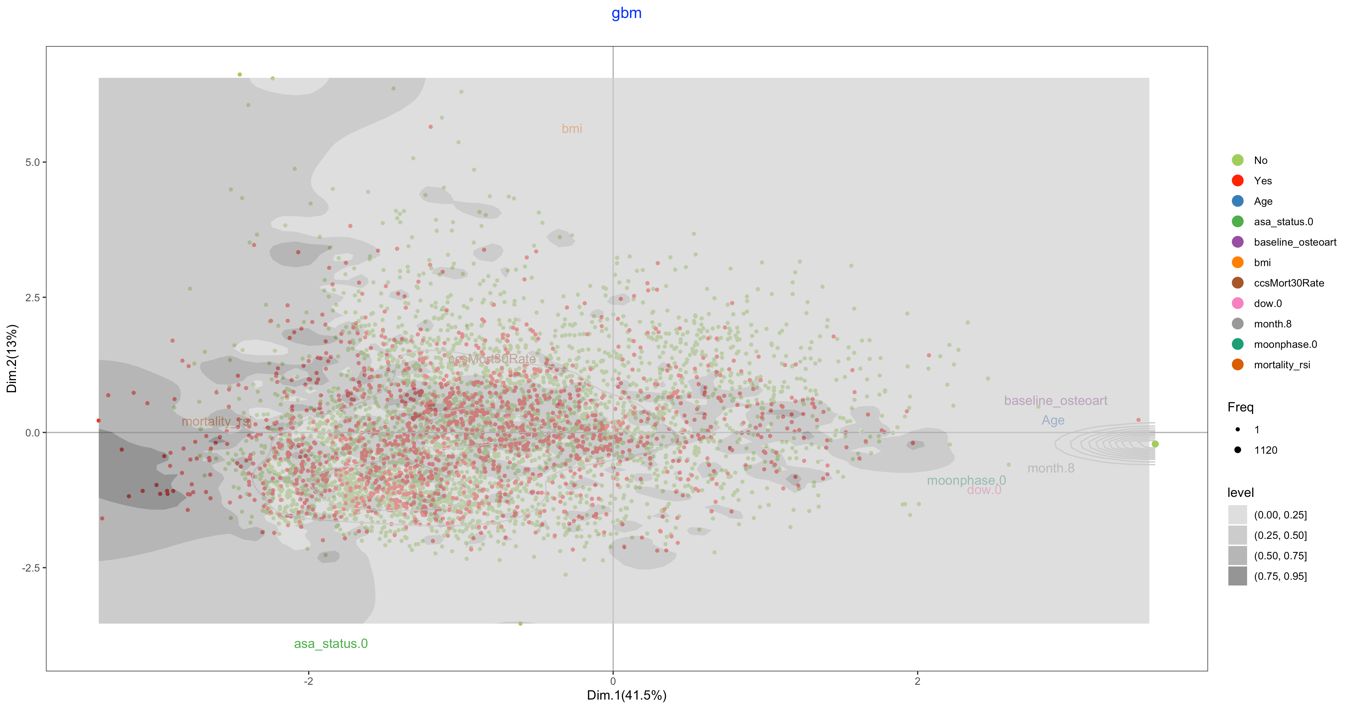 gbm
bmi
ccsMort30Rate
mortality_rsi
baseline_osteoart
Age
month.8
moonphase.0
dow.0
asa_status.0
5.0
2.5
0.0
-2.5
Dim.2(13%)
-2
0
2
Dim.1(41.5%)
No
Yes
Age
asa_status.0
baseline_osteoart
bmi
ccsMort30Rate
dow.0
month.8
moonphase.0
mortality_rsi
Freq
1
1120
level
(0.00, 0.25]
(0.25, 0.50]
(0.50, 0.75]
(0.75, 0.95]